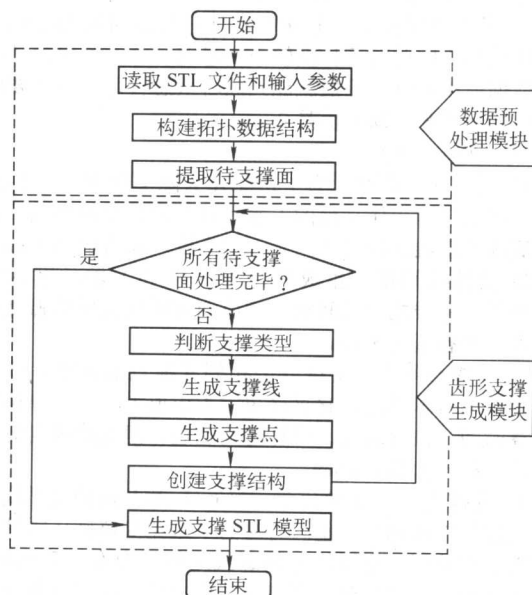 开始
读取 STL 文件和输入参数
构建拓扑数据结构
提取待支撑面
数据预
处理模块
所有待支撑
面处理完毕？
是
否
判断支撑类型
生成支撑线
生成支撑点
创建支撑结构
齿形支撑
生成模块
生成支撑 STL 模型
结束